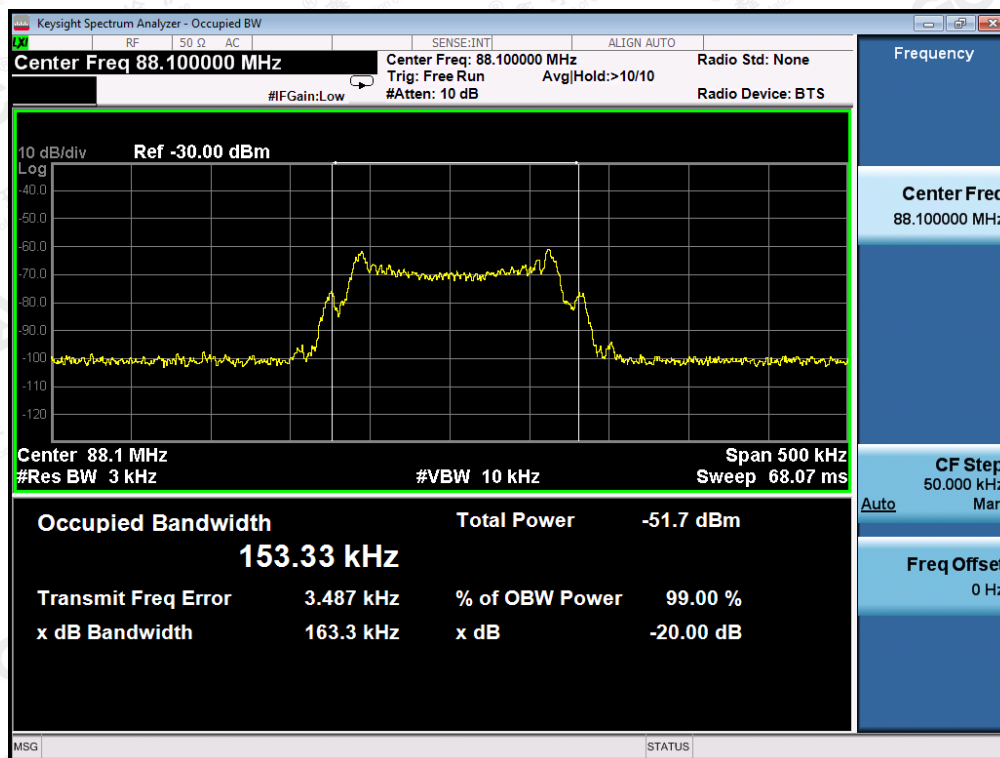 Keysight Spectrum Analyzer - Occupied BW
LXI RF 50 Ω AC SENSE:INT ALIGN AUTO
Center Freq 88.100000 MHz
Center Freq: 88.100000 MHz Radio Std: None
Trig: Free Run Avg|Hold:>10/10
#IFGain:Low #Atten: 10 dB Radio Device: BTS
10 dB/div Ref -30.00 dBm
Log
-40.0
-50.0
-60.0
-70.0
-80.0
-90.0
-100
-110
-120
Center 88.1 MHz Span 500 kHz
#Res BW 3 kHz #VBW 10 kHz Sweep 68.07 ms
Occupied Bandwidth Total Power -51.7 dBm
153.33 kHz
Transmit Freq Error 3.487 kHz % of OBW Power 99.00 %
x dB Bandwidth 163.3 kHz x dB -20.00 dB
MSG STATUS
Frequency
Center Freq
88.100000 MHz
CF Step
50.000 kHz
Auto Man
Freq Offset
0 Hz